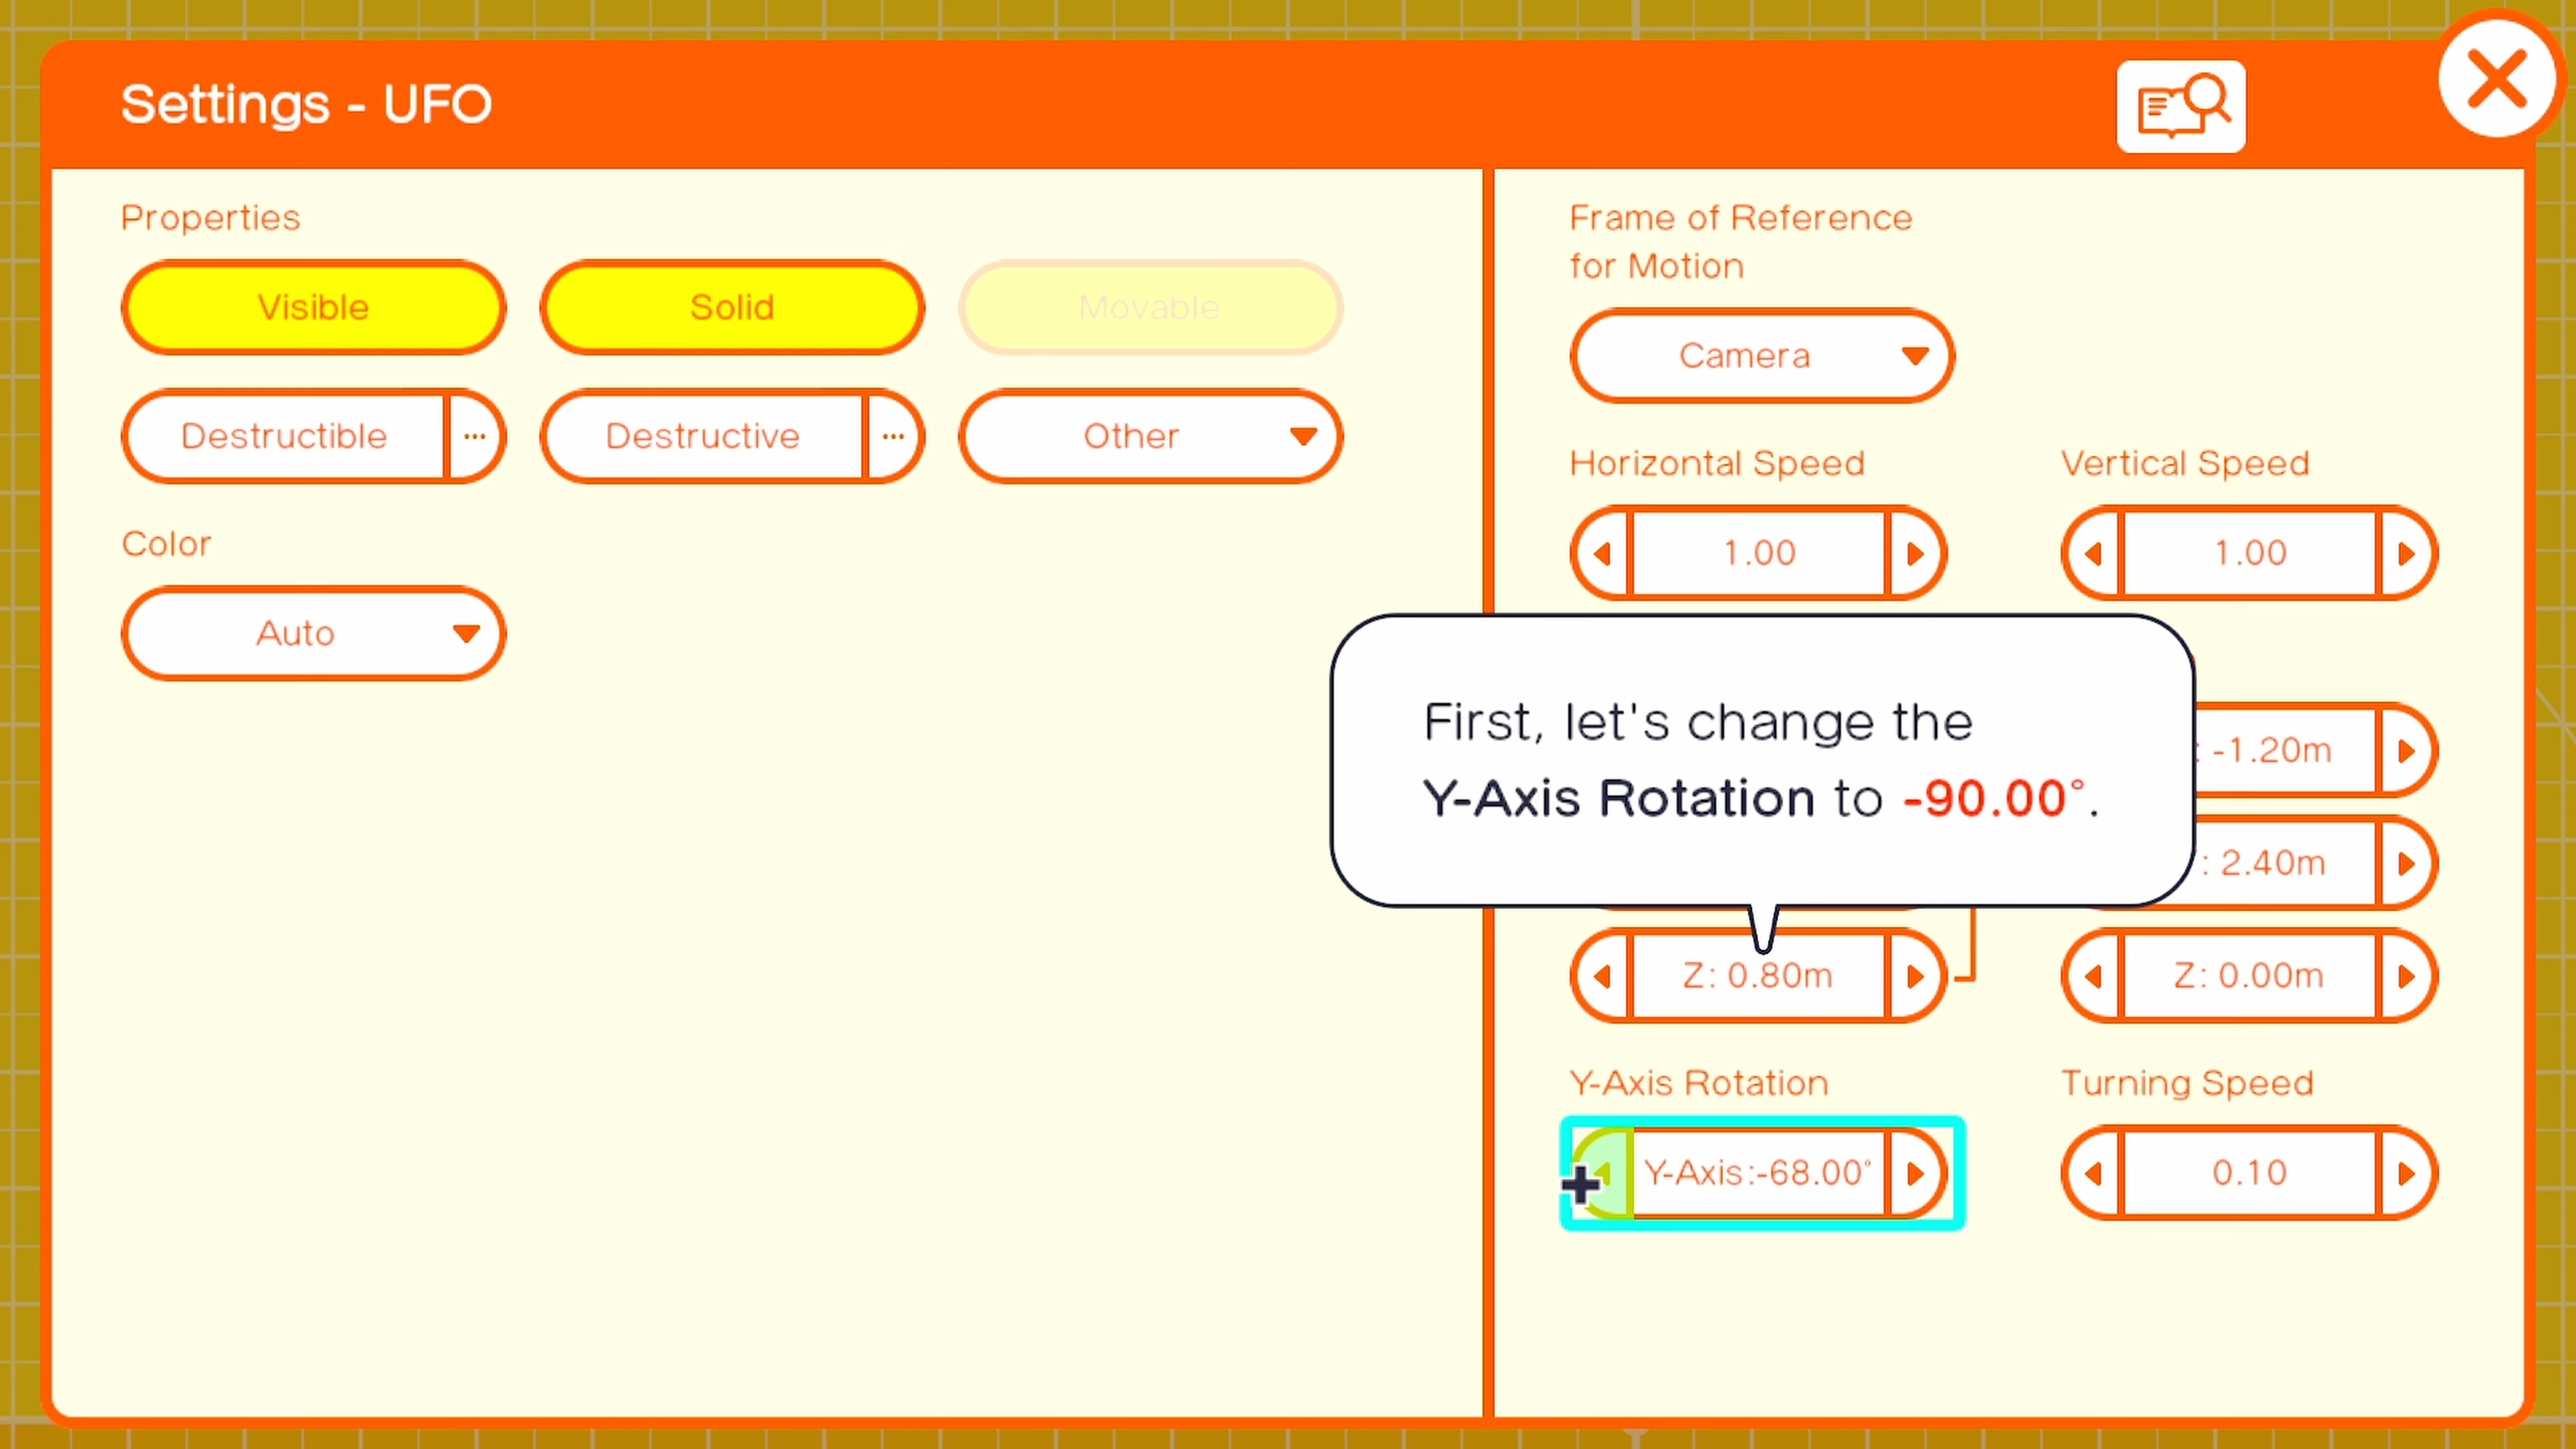 Settings - UFO
Properties
Visible
Solid
Movable
Destructible
...
Destructive
...
Other
Color
Auto
Frame of Reference
for Motion
Camera
Horizontal Speed
Vertical Speed
1.00
1.00
First, let's change the
Y-Axis Rotation to -90.00°.
: -1.20m
: 2.40m
Z: 0.80m
Z: 0.00m
Y-Axis Rotation
Turning Speed
Y-Axis:-68.00°
0.10